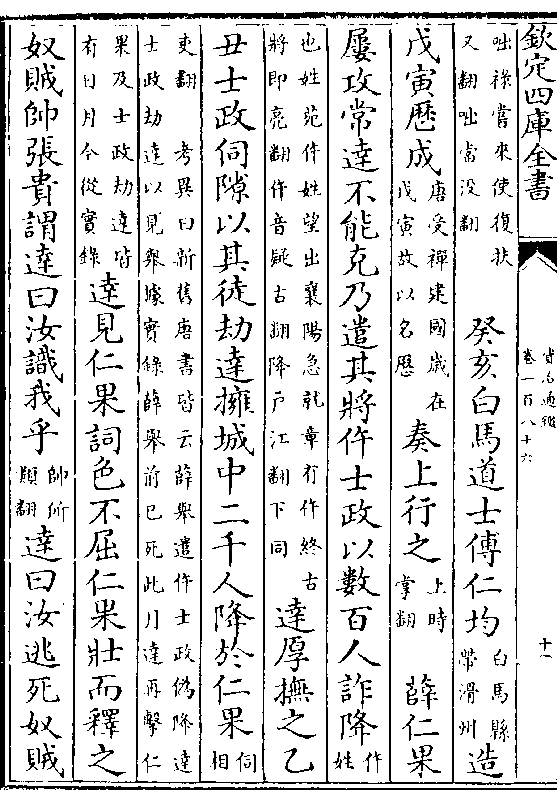 欽定四庫全書
資治通鑑
卷一百八十六
十一
咄祿嘗來使復扶又翻咄當没翻 癸亥白馬道士傅仁均白馬縣帶滑州造
戊寅歷成唐受禪建國歲在戊寅故以名歷奏上行之上時掌翻 薛仁果
屢攻常達不能克乃遣其將仵士政以數百人詐降仵姓
也姓苑仵姓望出襄陽急就章有仵終古將即亮翻仵音疑古翻降戶江翻下同達厚撫之乙
丑士政伺隙以其徒劫達擁城中二千人降於仁果伺相
吏翻 考異曰新舊唐書皆云薛舉遣仵士政偽降達士政劫達以見舉據實錄薛舉前已死此月達再擊仁
果及士政劫達皆有日月今從實錄達見仁果詞色不屈仁果壯而釋之
奴賊帥張貴謂達曰汝識我乎帥所類翻達曰汝逃死奴賊